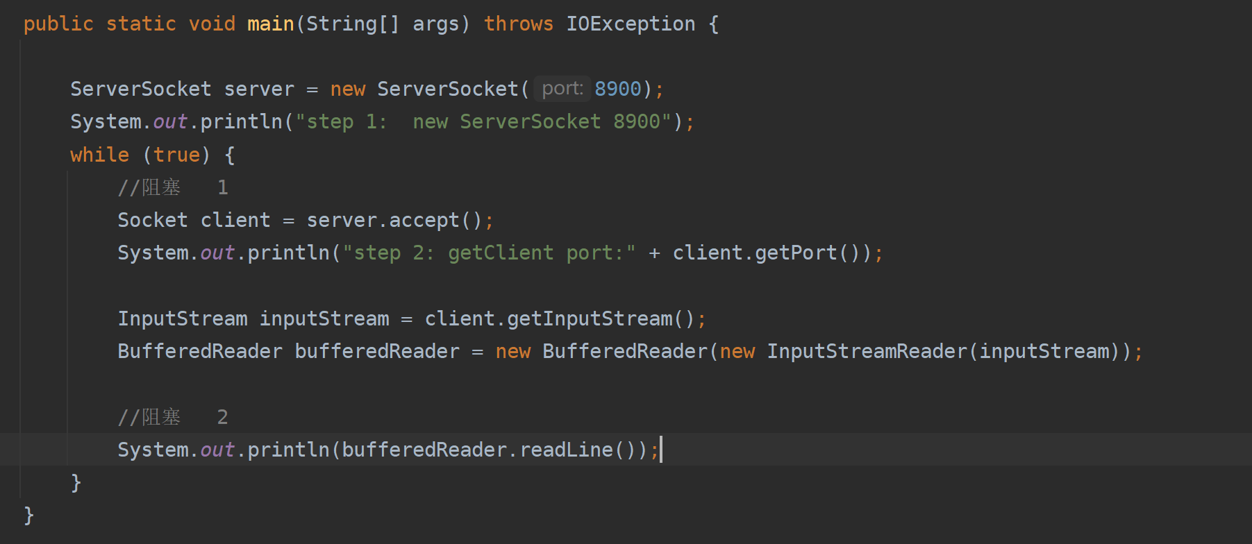 public static void main(String[] args) throws IOException {
ServerSocket server = new ServerSocket( port: 8900);
System.out.println("step 1:  new ServerSocket 8900");
while (true) {
//阻塞   1
Socket client = server.accept();
System.out.println("step 2: getClient port:" + client.getPort());
InputStream inputStream = client.getInputStream();
BufferedReader bufferedReader = new BufferedReader(new InputStreamReader(inputStream));
//阻塞   2
System.out.println(bufferedReader.readLine());
}
}